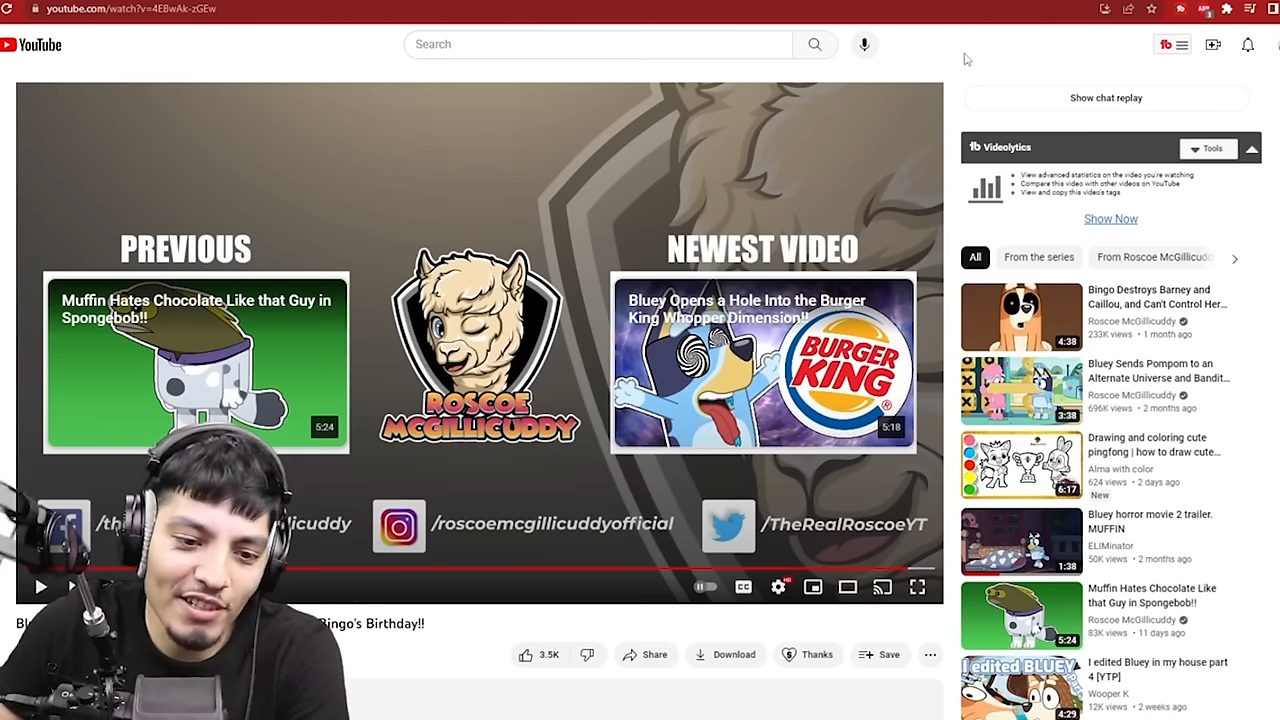 youtube.com/watch?v=4EBwAk-zGEw
YouTube
Search
Show chat replay
Videolytics
Tools
View advanced statistics on the video you're watching
Compare this video with other videos on YouTube
View and copy this video's tags
Show Now
All
From the series
From Roscoe McGillicudd
PREVIOUS
NEWEST VIDEO
Muffin Hates Chocolate Like that Guy in
Spongebob!!
5:24
ROSCOE
MCGILLICUDDY
Bluey Opens a Hole Into the Burger
King Whopper Dimension!!
BURGER
KING
5:18
/roscoemcgillicuddyofficial
/TheRealRoscoeYT
CC
HD
Bingo's Birthday!!
3.5K
Share
Download
Thanks
Save
Bingo Destroys Barney and
Caillou, and Can't Control Her...
Roscoe McGillicuddy
233K views • 1 month ago
4:38
Bluey Sends Pompom to an
Alternate Universe and Bandit...
Roscoe McGillicuddy
696K views • 2 months ago
3:38
Drawing and coloring cute
pingfong | how to draw cute...
Alma with color
624 views • 2 days ago
New
6:17
Bluey horror movie 2 trailer.
MUFFIN
ELIMinator
50K views • 2 months ago
1:38
Muffin Hates Chocolate Like
that Guy in Spongebob!!
Roscoe McGillicuddy
83K views • 11 days ago
5:24
I edited BLUEY
I edited Bluey in my house part
4 [YTP]
Wooper K
12K views • 2 weeks ago
4:29